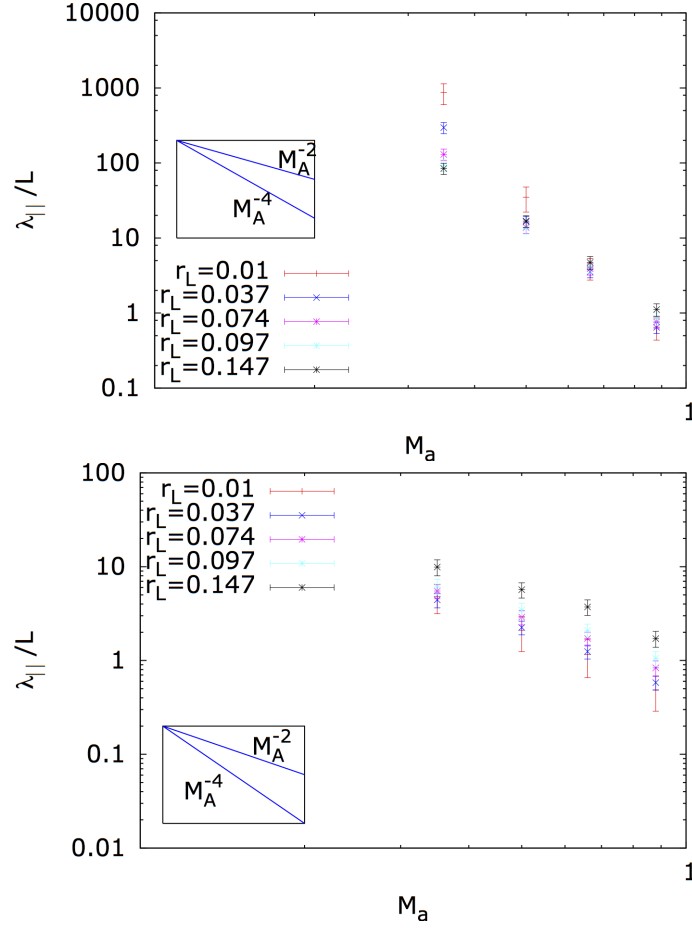 10000
1000
100
10
1
0.1
λ|| /L
M_A^-2
M_A^-4
r_L=0.01
r_L=0.037
r_L=0.074
r_L=0.097
r_L=0.147
1
M_a
100
10
1
0.1
0.01
λ|| /L
r_L=0.01
r_L=0.037
r_L=0.074
r_L=0.097
r_L=0.147
M_A^-2
M_A^-4
1
M_a